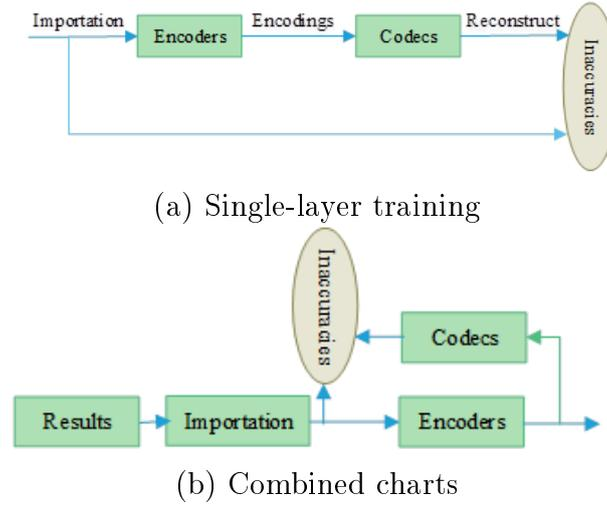 Importation
Encoders
Encodings
Codecs
Reconstruct
Inaccuracies
(a) Single-layer training
Inaccuracies
Codecs
Results
Importation
Encoders
(b) Combined charts